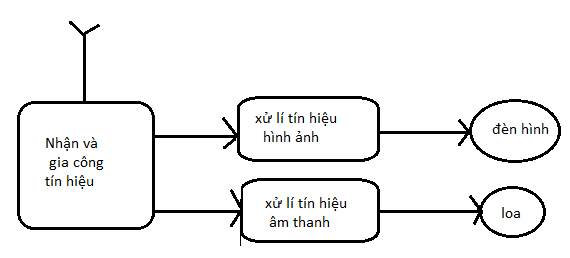 Nhận và
gia công
tín hiệu
xử lí tín hiệu
hình ảnh
đèn hình
xử lí tín hiệu
âm thanh
loa